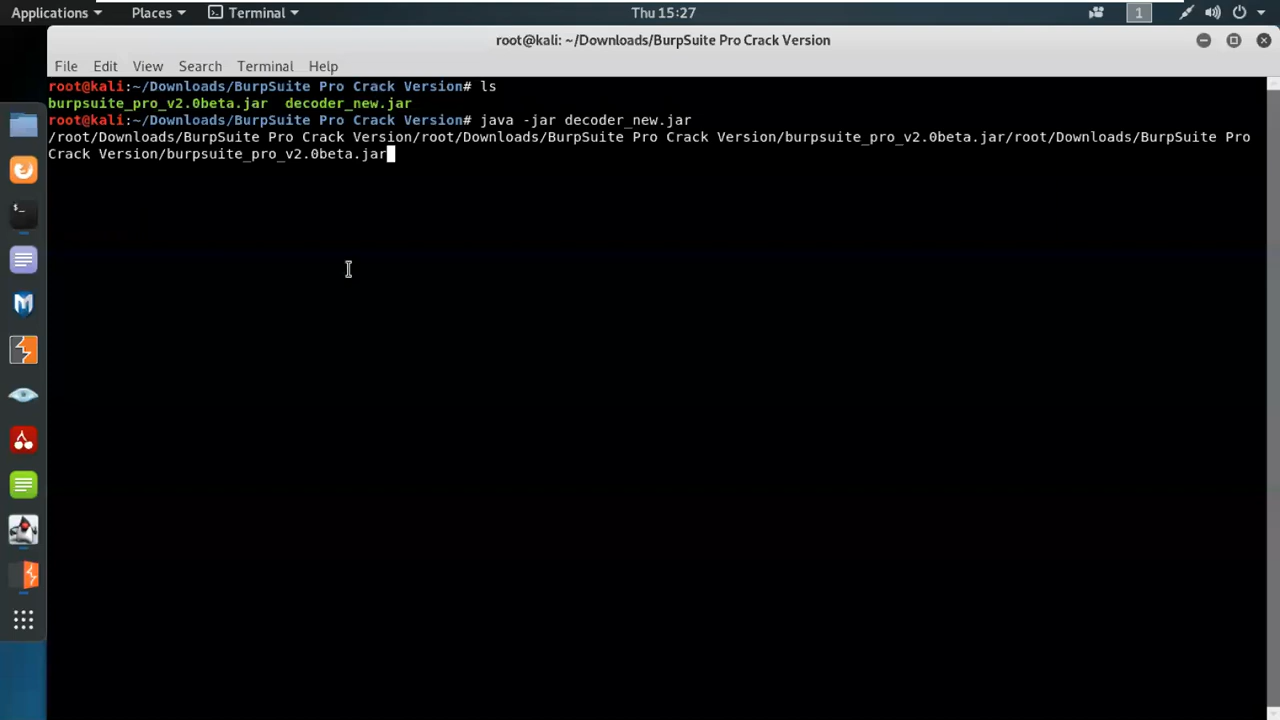 Applications Places Terminal Thu 15:27 1
root@kali: ~/Downloads/BurpSuite Pro Crack Version
File Edit View Search Terminal Help
root@kali:~/Downloads/BurpSuite Pro Crack Version# ls
burpsuite_pro_v2.0beta.jar decoder_new.jar
root@kali:~/Downloads/BurpSuite Pro Crack Version# java -jar decoder_new.jar
/root/Downloads/BurpSuite Pro Crack Version/root/Downloads/BurpSuite Pro Crack Version/burpsuite_pro_v2.0beta.jar/root/Downloads/BurpSuite Pro
Crack Version/burpsuite_pro_v2.0beta.jar